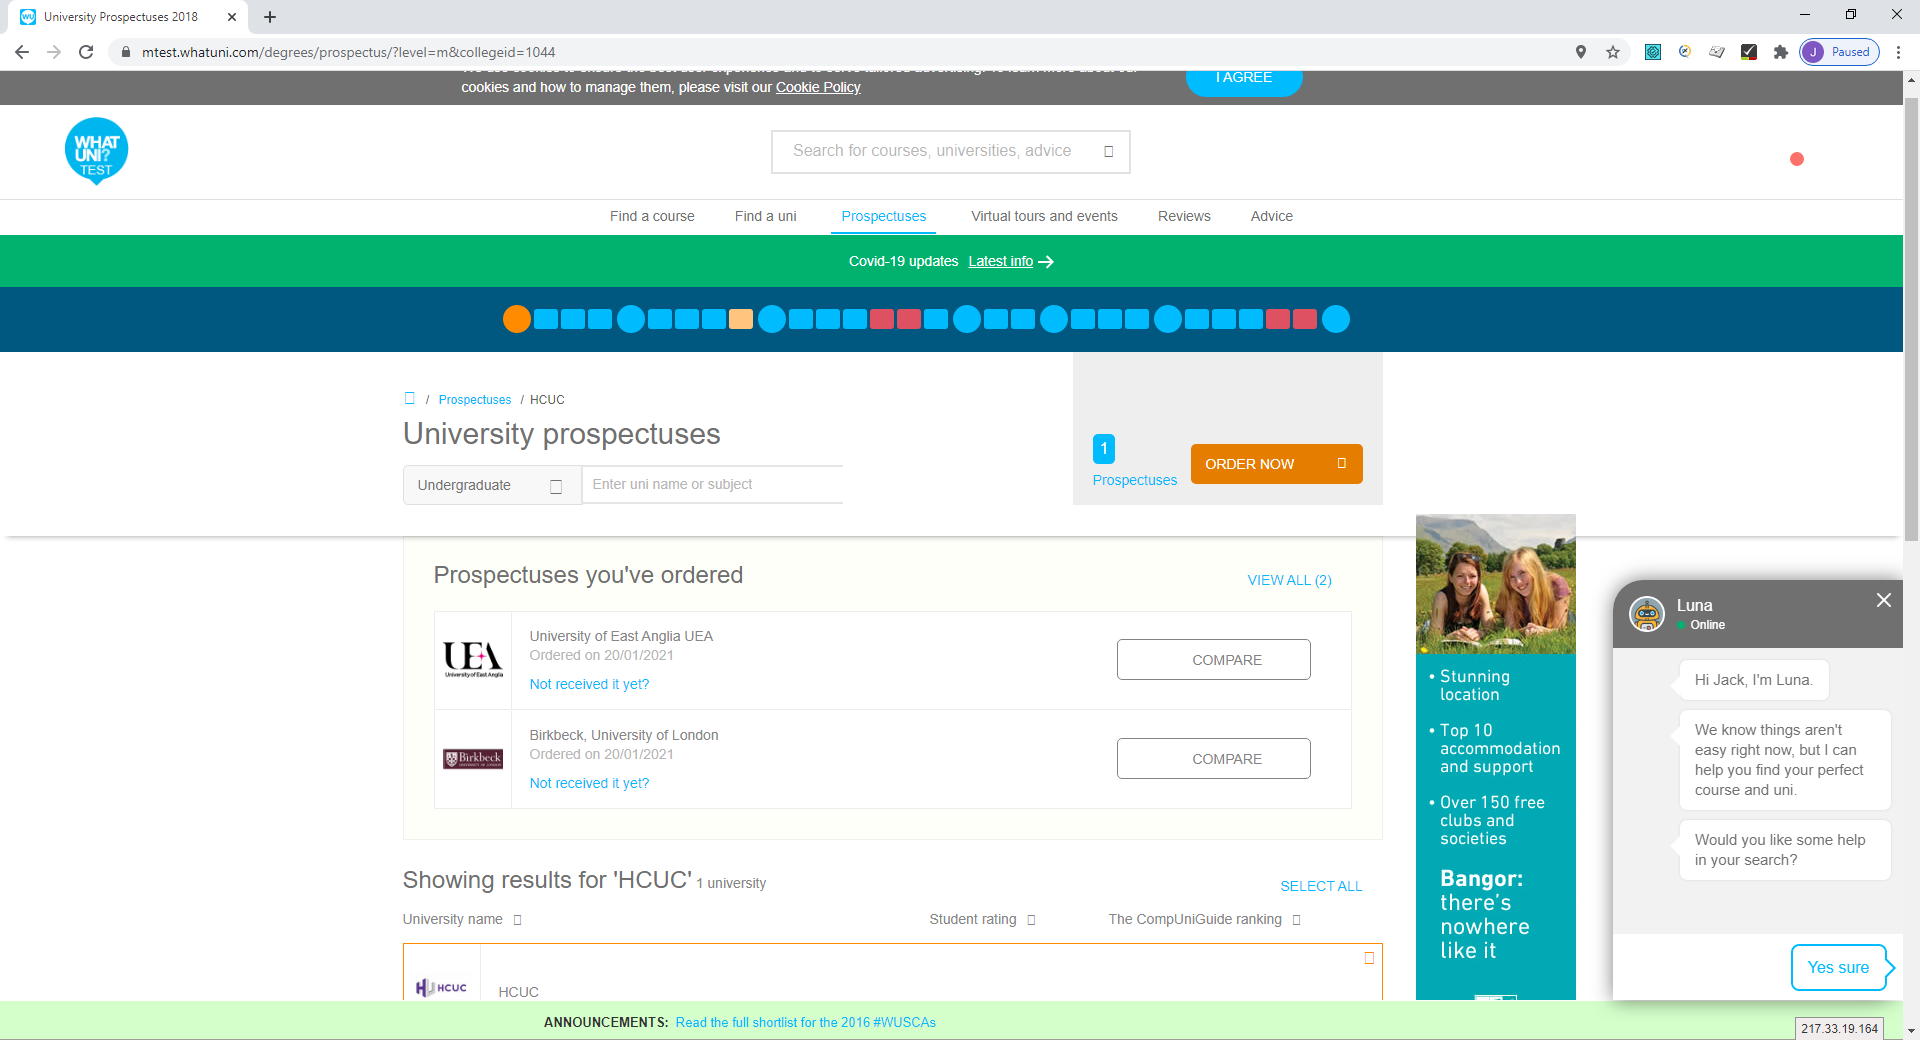 University Prospectuses 2018
mtest.whatuni.com/degrees/prospectus/?level=m&collegeid=1044
J Paused
cookies and how to manage them, please visit our Cookie Policy
I AGREE
WHAT
UNI?
TEST
Search for courses, universities, advice
Find a course
Find a uni
Prospectuses
Virtual tours and events
Reviews
Advice
Covid-19 updates Latest info
/ Prospectuses / HCUC
University prospectuses
1
Prospectuses
ORDER NOW
Undergraduate
Enter uni name or subject
Prospectuses you've ordered
VIEW ALL (2)
UEA
University of East Anglia
University of East Anglia UEA
Ordered on 20/01/2021
Not received it yet?
COMPARE
Birkbeck
UNIVERSITY OF LONDON
Birkbeck, University of London
Ordered on 20/01/2021
Not received it yet?
COMPARE
Showing results for 'HCUC' 1 university
SELECT ALL
University name
Student rating
The CompUniGuide ranking
HCUC
HCUC
• Stunning
location
• Top 10
accommodation
and support
• Over 150 free
clubs and
societies
Bangor:
there's
nowhere
like it
Luna
Online
Hi Jack, I'm Luna.
We know things aren't
easy right now, but I can
help you find your perfect
course and uni.
Would you like some help
in your search?
Yes sure
ANNOUNCEMENTS: Read the full shortlist for the 2016 #WUSCAs
217.33.19.164